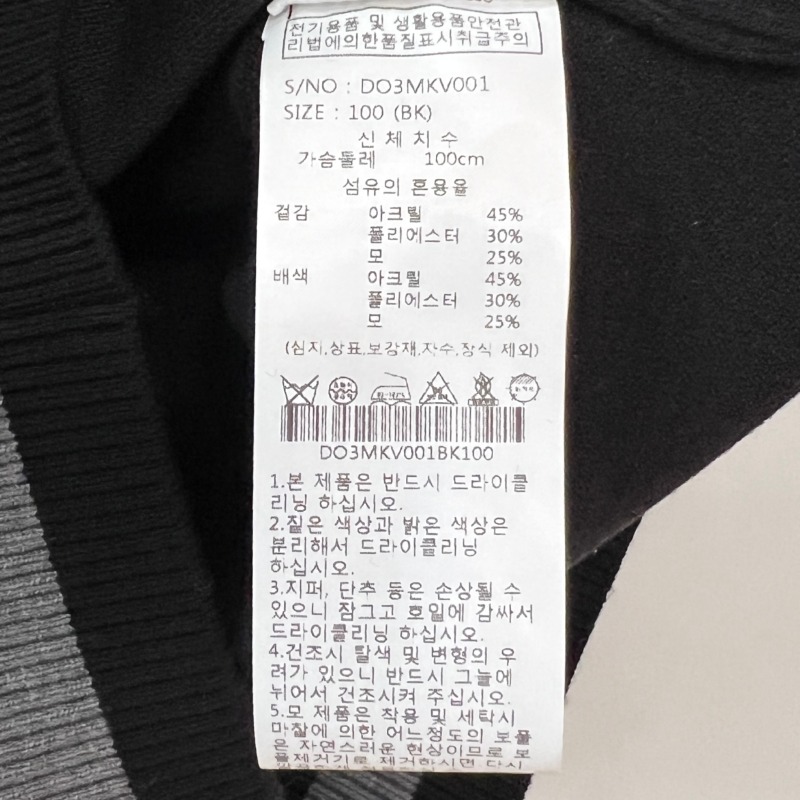 전기용품 및 생활용품안전관
리법에의한품질표시취급주의
S/NO : DO3MKV001
SIZE : 100 (BK)
신 체 치 수
가슴둘레 100cm
섬유의 혼용율
겉감 아크릴 45%
폴리에스터 30%
모 25%
배색 아크릴 45%
폴리에스터 30%
모 25%
(심지,상표,보강재,자수,장식 제외)
DO3MKV001BK100
1.본 제품은 반드시 드라이클
리닝 하십시오.
2.짙은 색상과 밝은 색상은
분리해서 드라이클리닝
하십시오.
3.지퍼, 단추 등은 손상될 수
있으니 잠그고 호일에 감싸서
드라이클리닝 하십시오.
4.건조시 탈색 및 변형의 우
려가 있으니 반드시 그늘에
뉘어서 건조시켜 주십시오.
5.모 제품은 착용 및 세탁시
마찰에 의한 어느정도의 보풀
은 자연스러운 현상이므로 보
풀제거기로 제거하시면 다시